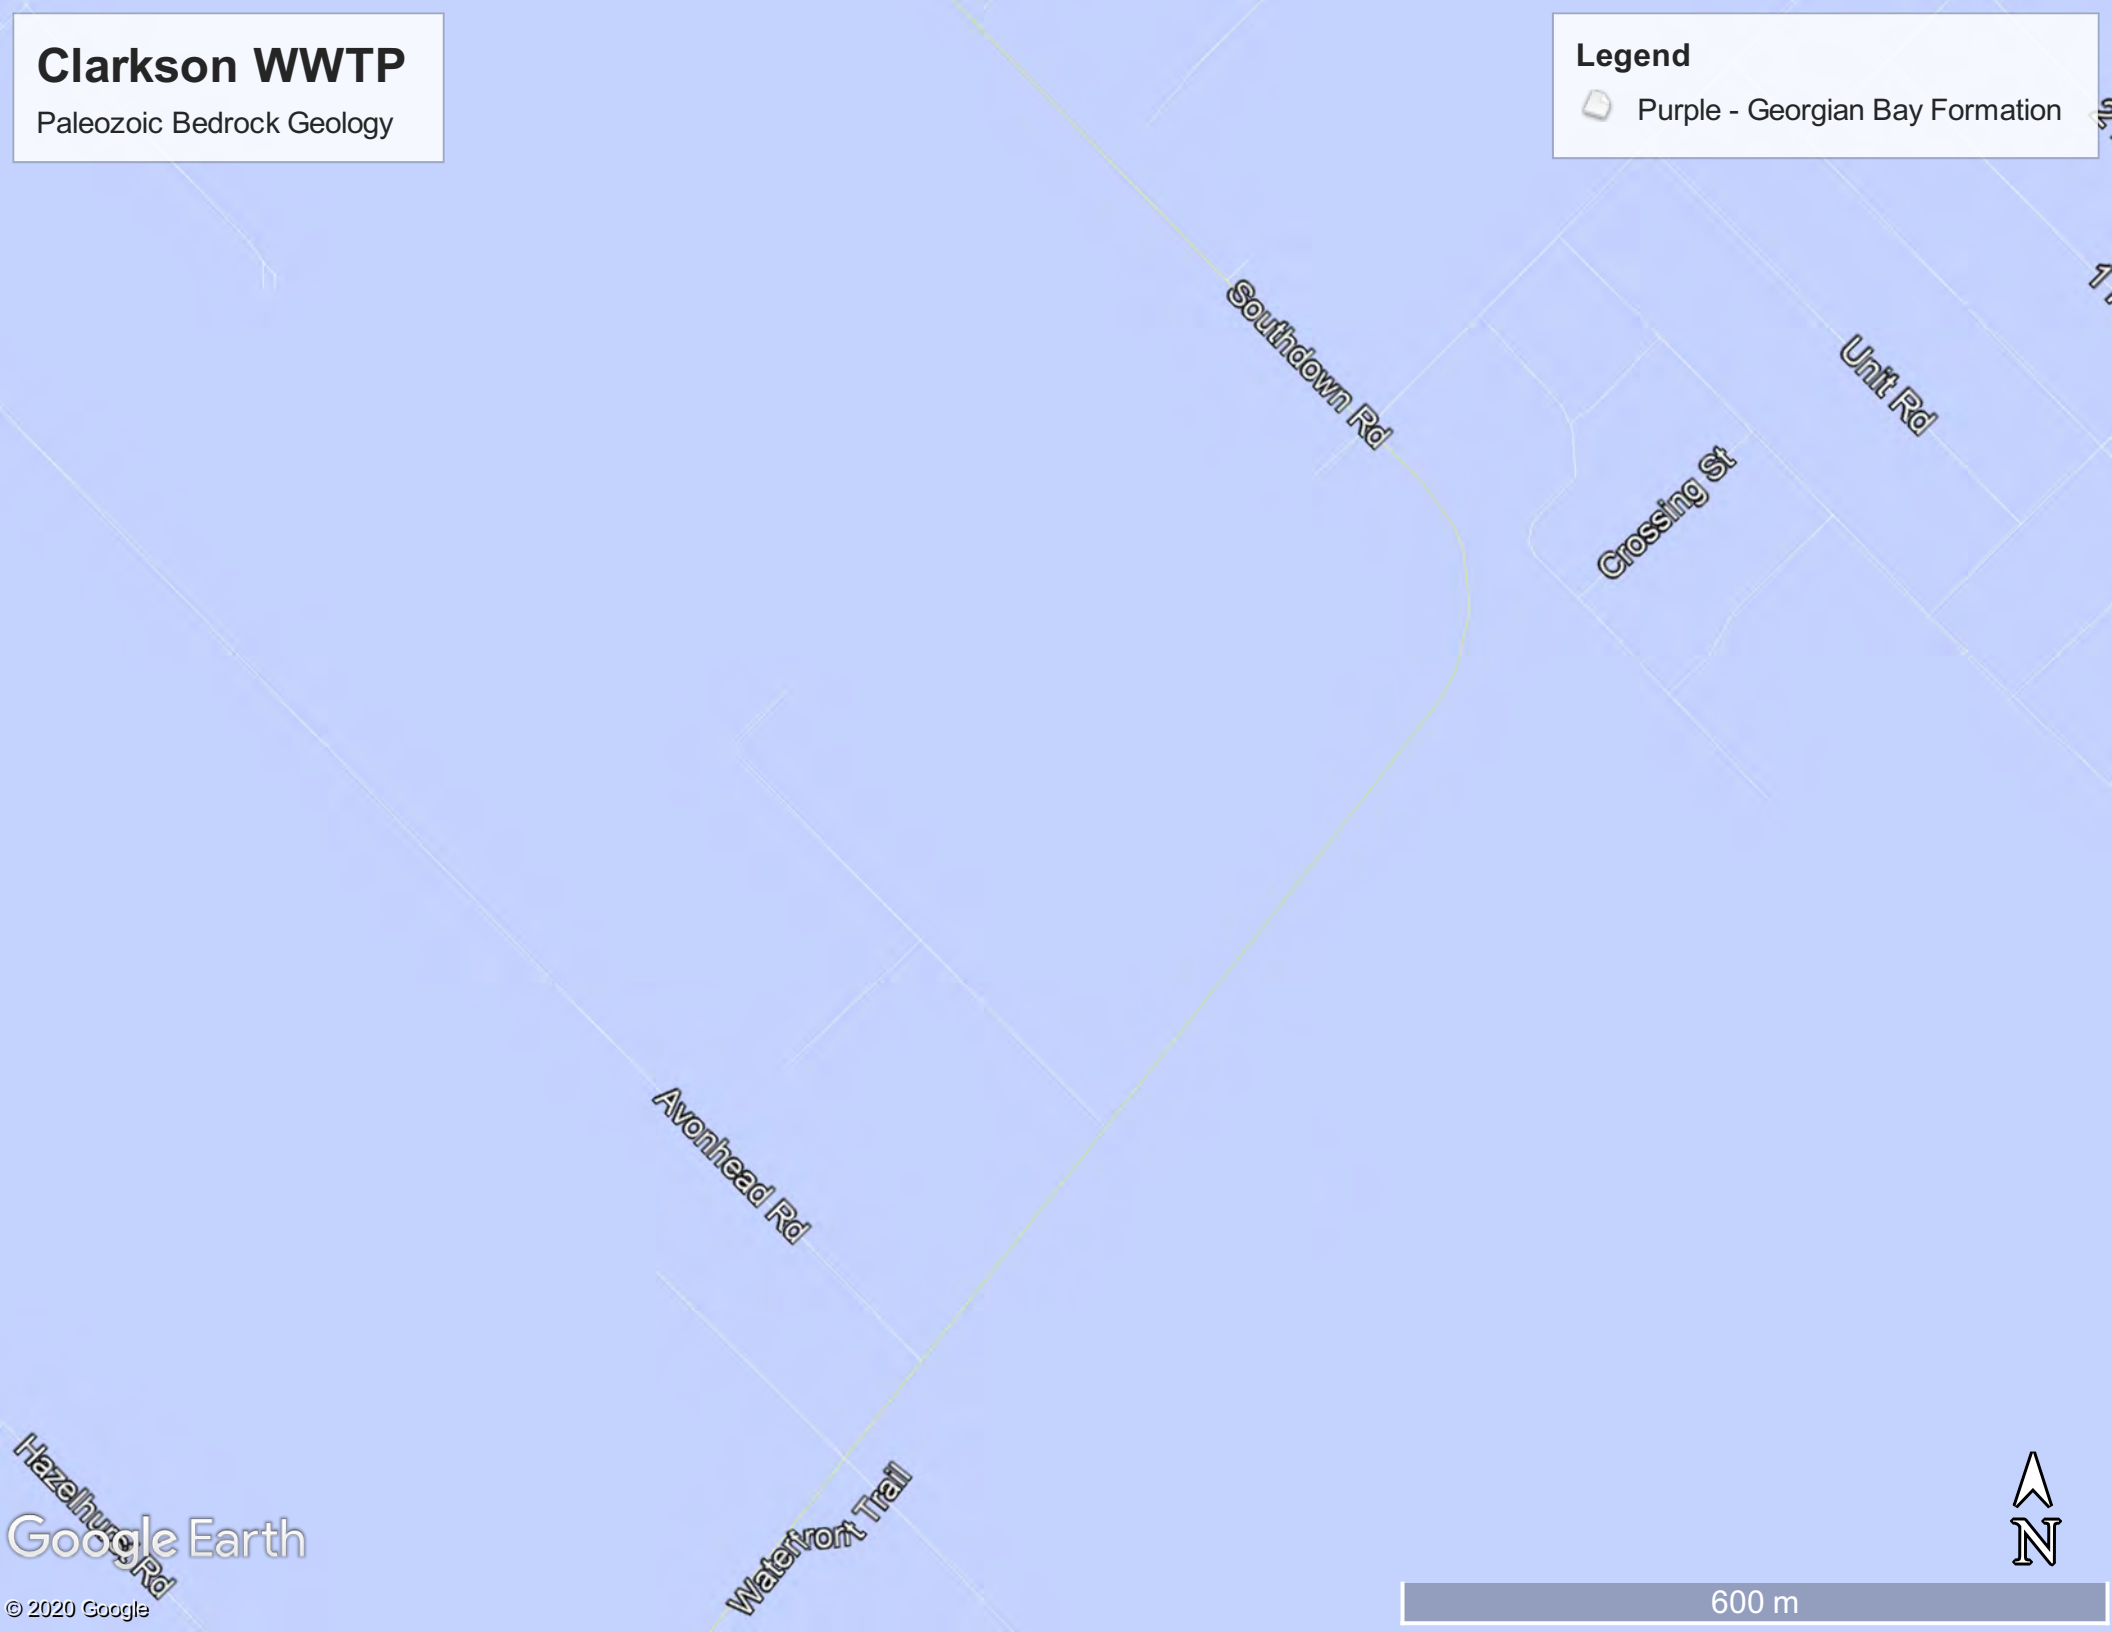 Clarkson WWTP
Paleozoic Bedrock Geology
Legend
Purple - Georgian Bay Formation
Southdown Rd
Unit Rd
Crossing St
Avonhead Rd
Waterfront Trail
Hazelhurst Rd
Google Earth
© 2020 Google
N
600 m